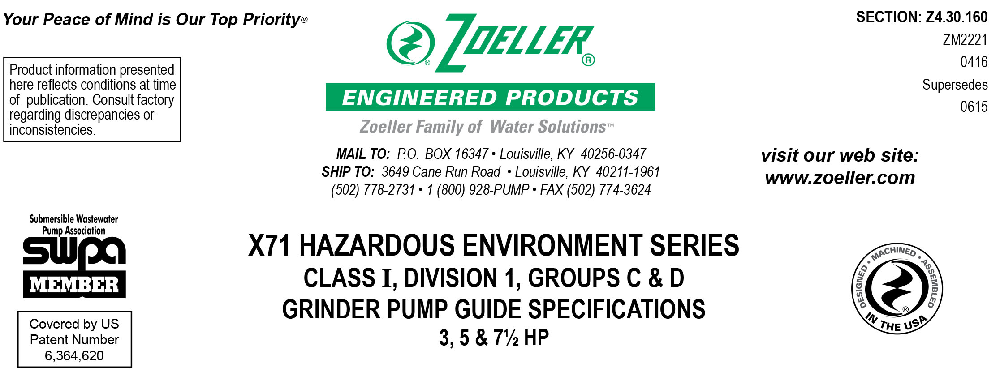 Your Peace of Mind is Our Top Priority®
Product information presented
here reflects conditions at time
of publication. Consult factory
regarding discrepancies or
inconsistencies.
® ZOELLER®
ENGINEERED PRODUCTS
Zoeller Family of Water Solutions™
MAIL TO: P.O. BOX 16347 • Louisville, KY 40256-0347
SHIP TO: 3649 Cane Run Road • Louisville, KY 40211-1961
(502) 778-2731 • 1 (800) 928-PUMP • FAX (502) 774-3624
SECTION: Z4.30.160
ZM2221
0416
Supersedes
0615
visit our web site:
www.zoeller.com
Submersible Wastewater
Pump Association
swpa
MEMBER
Covered by US
Patent Number
6,364,620
X71 HAZARDOUS ENVIRONMENT SERIES
CLASS I, DIVISION 1, GROUPS C & D
GRINDER PUMP GUIDE SPECIFICATIONS
3, 5 & 7½ HP
DESIGNED • MACHINED • ASSEMBLED
®
IN THE USA